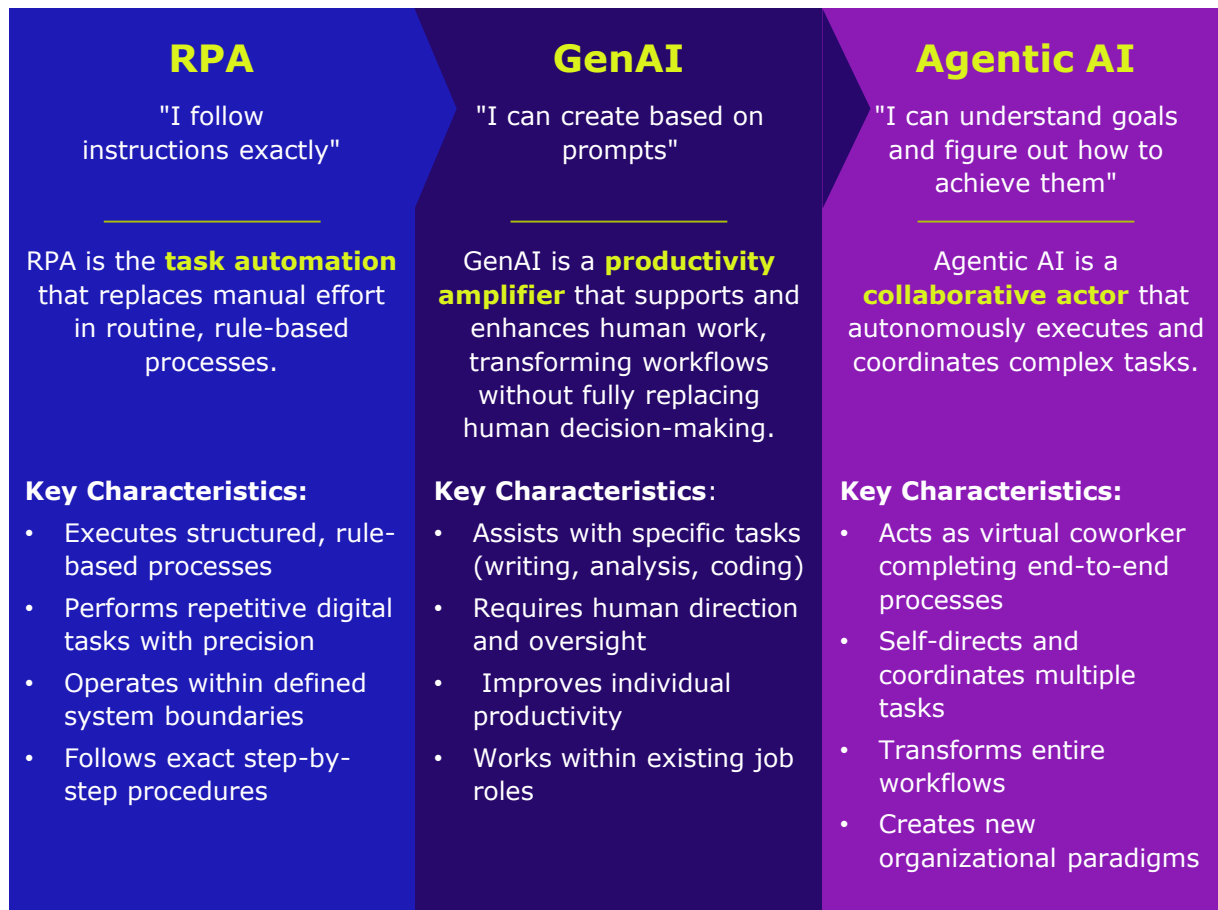 RPA
"I follow
instructions exactly"
RPA is the task automation
that replaces manual effort
in routine, rule-based
processes.
Key Characteristics:
• Executes structured, rule-
based processes
• Performs repetitive digital
tasks with precision
• Operates within defined
system boundaries
• Follows exact step-by-
step procedures
GenAI
"I can create based on
prompts"
GenAI is a productivity
amplifier that supports and
enhances human work,
transforming workflows
without fully replacing
human decision-making.
Key Characteristics:
• Assists with specific tasks
(writing, analysis, coding)
• Requires human direction
and oversight
• Improves individual
productivity
• Works within existing job
roles
Agentic AI
"I can understand goals
and figure out how to
achieve them"
Agentic AI is a
collaborative actor that
autonomously executes and
coordinates complex tasks.
Key Characteristics:
• Acts as virtual coworker
completing end-to-end
processes
• Self-directs and
coordinates multiple
tasks
• Transforms entire
workflows
• Creates new
organizational paradigms